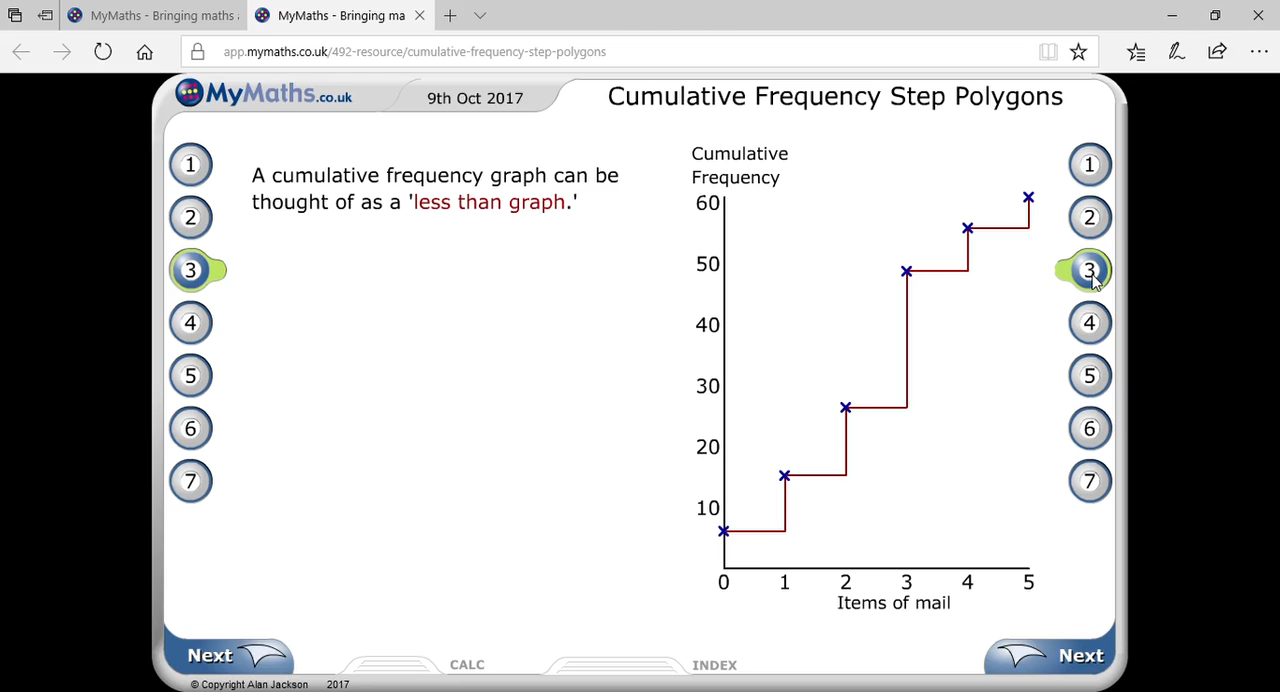 MyMaths - Bringing maths a
MyMaths - Bringing ma
app.mymaths.co.uk/492-resource/cumulative-frequency-step-polygons
MyMaths.co.uk
9th Oct 2017
Cumulative Frequency Step Polygons
1
2
3
4
5
6
7
A cumulative frequency graph can be
thought of as a 'less than graph.'
Cumulative
Frequency
60
50
40
30
20
10
0 1 2 3 4 5
Items of mail
1
2
3
4
5
6
7
Next
CALC
INDEX
Next
© Copyright Alan Jackson 2017